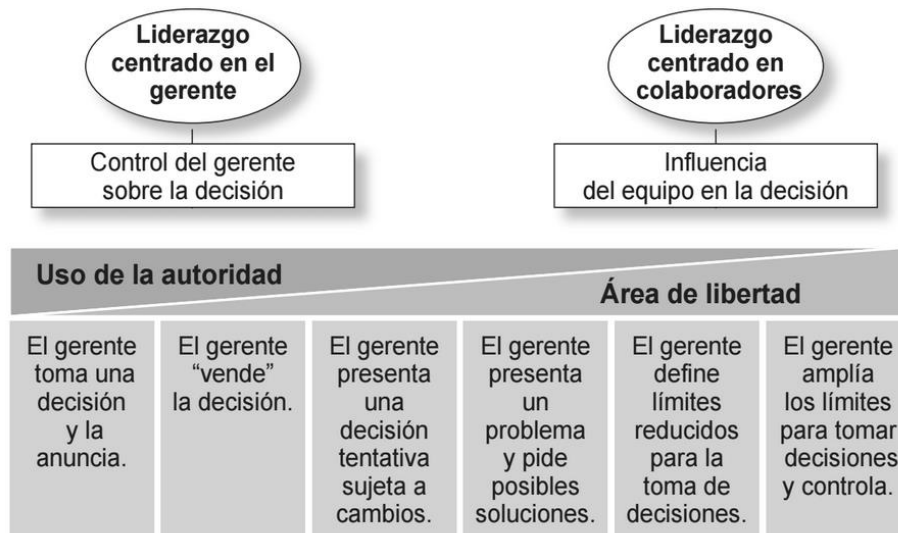 Liderazgo
centrado en el
gerente
Liderazgo
centrado en
colaboradores
Control del gerente
sobre la decisión
Influencia
del equipo en la decisión
Uso de la autoridad
Área de libertad
El gerente
toma una
decisión
y la
anuncia.
El gerente
“vende”
la decisión.
El gerente
presenta
una
decisión
tentativa
sujeta a
cambios.
El gerente
presenta
un
problema
y pide
posibles
soluciones.
El gerente
define
límites
reducidos
para la
toma de
decisiones.
El gerente
amplía
los límites
para tomar
decisiones
y controla.